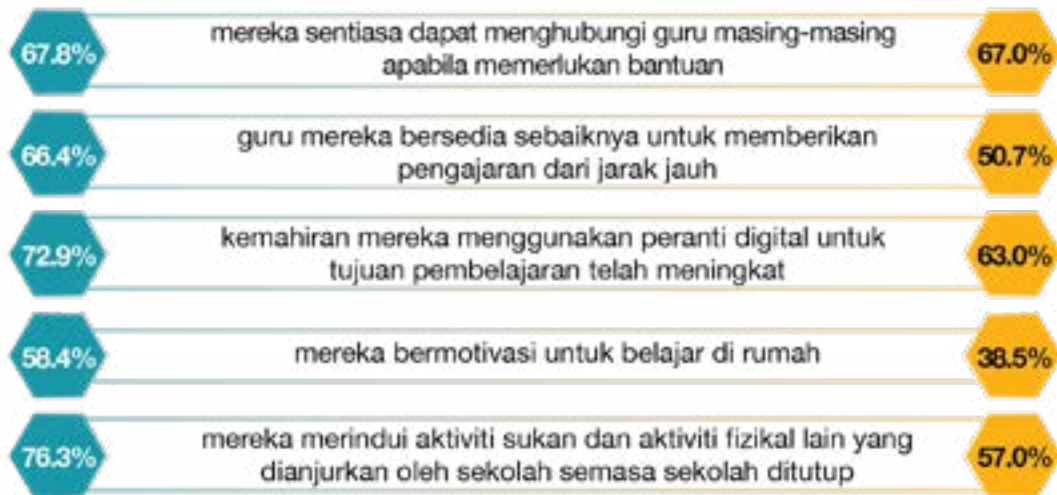 67.8%
mereka sentiasa dapat menghubungi guru masing-masing
apabila memerlukan bantuan
67.0%
66.4%
guru mereka bersedia sebaiknya untuk memberikan
pengajaran dari jarak jauh
50.7%
72.9%
kemahiran mereka menggunakan peranti digital untuk
tujuan pembelajaran telah meningkat
63.0%
58.4%
mereka bermotivasi untuk belajar di rumah
38.5%
76.3%
mereka merindui aktiviti sukan dan aktiviti fizikal lain yang
dianjurkan oleh sekolah semasa sekolah ditutup
57.0%